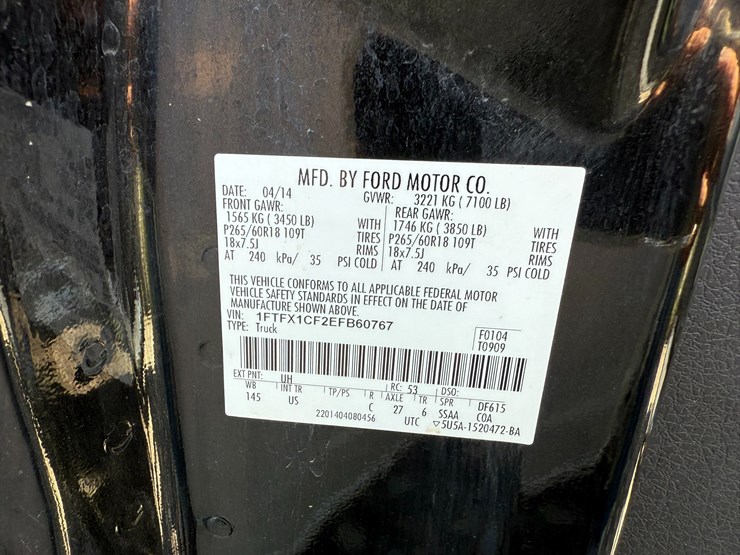 MFD. BY FORD MOTOR CO.
DATE: 04/14 GVWR: 3221 KG ( 7100 LB)
FRONT GAWR: REAR GAWR:
1565 KG ( 3450 LB) WITH 1746 KG ( 3850 LB) WITH
P265/60R18 109T TIRES P265/60R18 109T TIRES
18x7.5J RIMS 18x7.5J RIMS
AT 240 kPa/ 35 PSI COLD AT 240 kPa/ 35 PSI COLD
THIS VEHICLE CONFORMS TO ALL APPLICABLE FEDERAL MOTOR
VEHICLE SAFETY STANDARDS IN EFFECT ON THE DATE OF
MANUFACTURE SHOWN ABOVE.
VIN: 1FTFX1CF2EFB60767
TYPE: Truck
F0104
T0909
EXT PNT: UH RC: 53 DSO:
WB INT TR TP/PS R AXLE TR SPR DF615
145 US C 27 6 SSAA COA
2201404080456 UTC ▽5U5A-1520472-BA